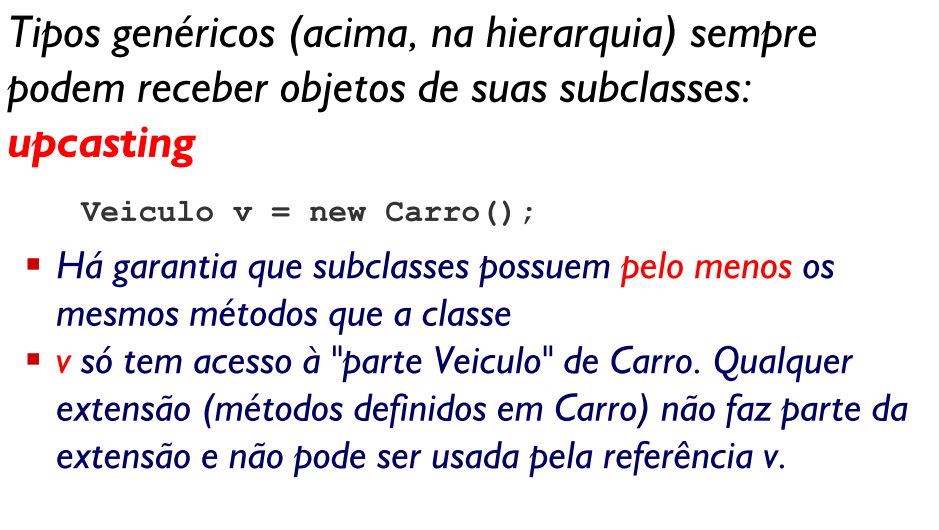 Tipos genéricos (acima, na hierarquia) sempre
podem receber objetos de suas subclasses:
upcasting
Veiculo v = new Carro();
▪ Há garantia que subclasses possuem pelo menos os
mesmos métodos que a classe
▪ v só tem acesso à "parte Veiculo" de Carro. Qualquer
extensão (métodos definidos em Carro) não faz parte da
extensão e não pode ser usada pela referência v.